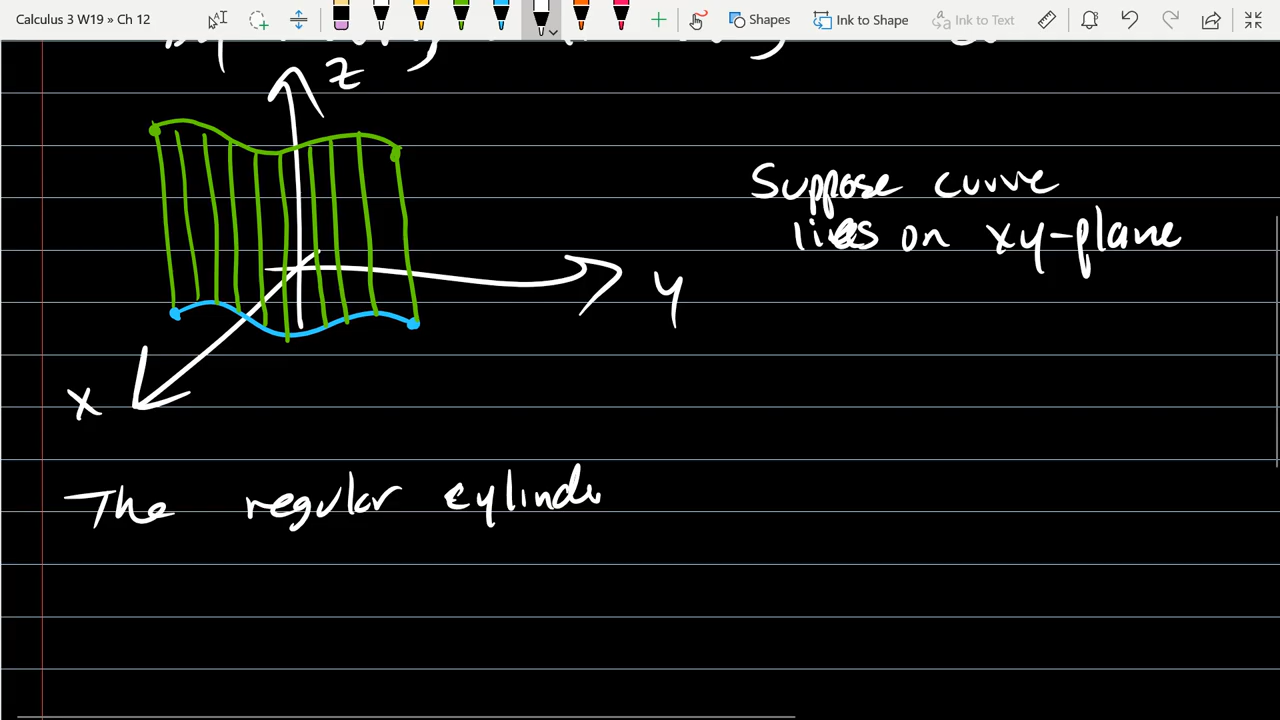 Calculus 3 W19 » Ch 12
Shapes
Ink to Shape
Ink to Text
z
Suppose curve
lies on xy-plane
y
x
The regular cylinde